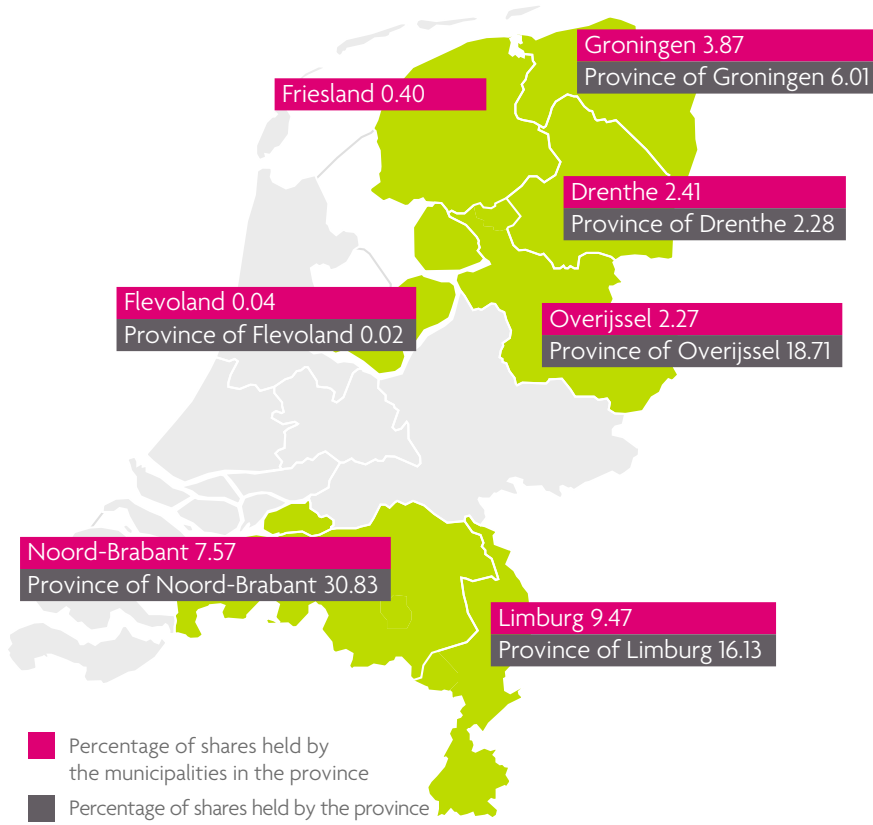 Groningen 3.87
Province of Groningen 6.01
Friesland 0.40
Drenthe 2.41
Province of Drenthe 2.28
Flevoland 0.04
Province of Flevoland 0.02
Overijssel 2.27
Province of Overijssel 18.71
Noord-Brabant 7.57
Province of Noord-Brabant 30.83
Limburg 9.47
Province of Limburg 16.13
Percentage of shares held by
the municipalities in the province
Percentage of shares held by the province